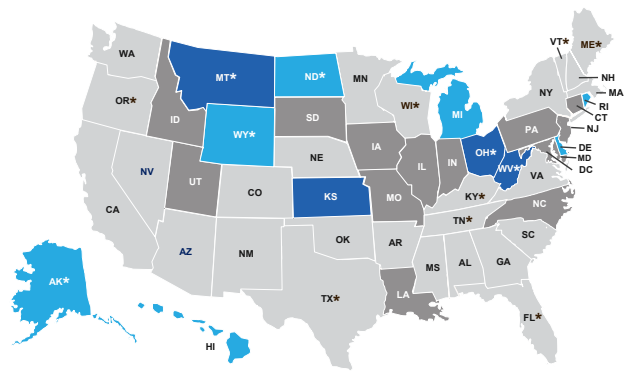 VT* ME*
WA
MT* ND* MN
OR* NH
NY MA
ID SD WI* MI RI
CT
WY* PA NJ
IA OH* DE
NE MD
NV UT IL IN WV* DC
CO KS MO VA
CA KY*
NC
TN*
AZ NM OK AR SC
MS AL GA
AK* TX* LA
FL*
HI